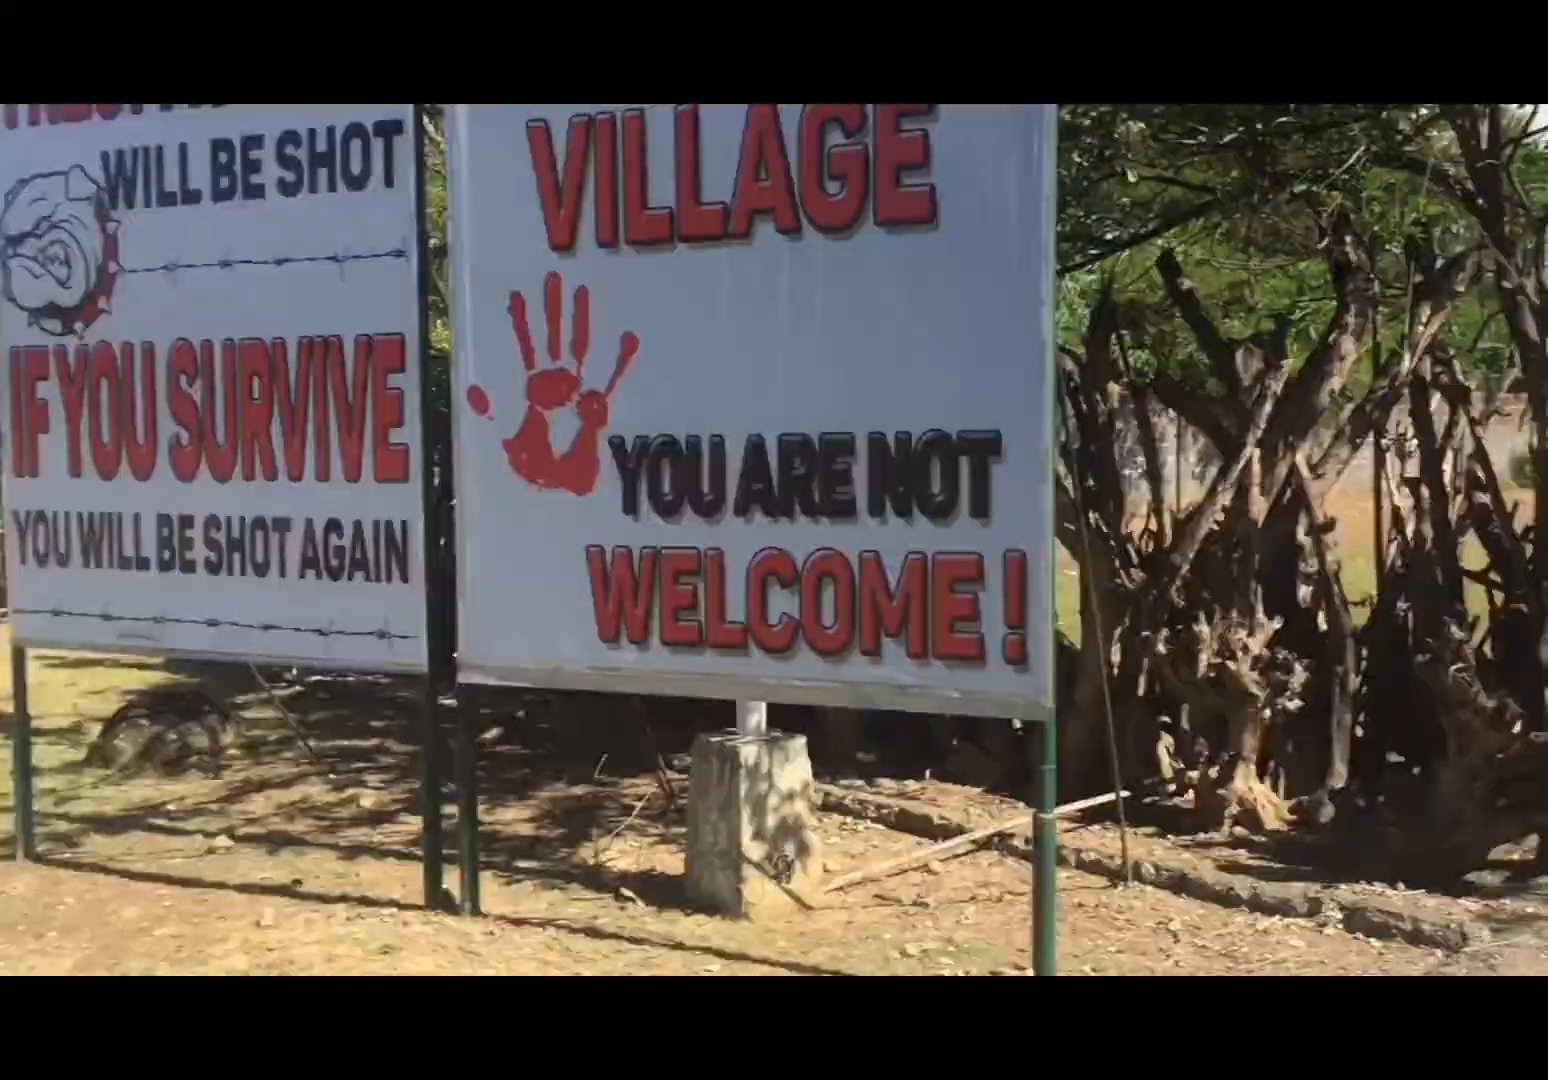 WILL BE SHOT
IF YOU SURVIVE
YOU WILL BE SHOT AGAIN
VILLAGE
YOU ARE NOT
WELCOME!